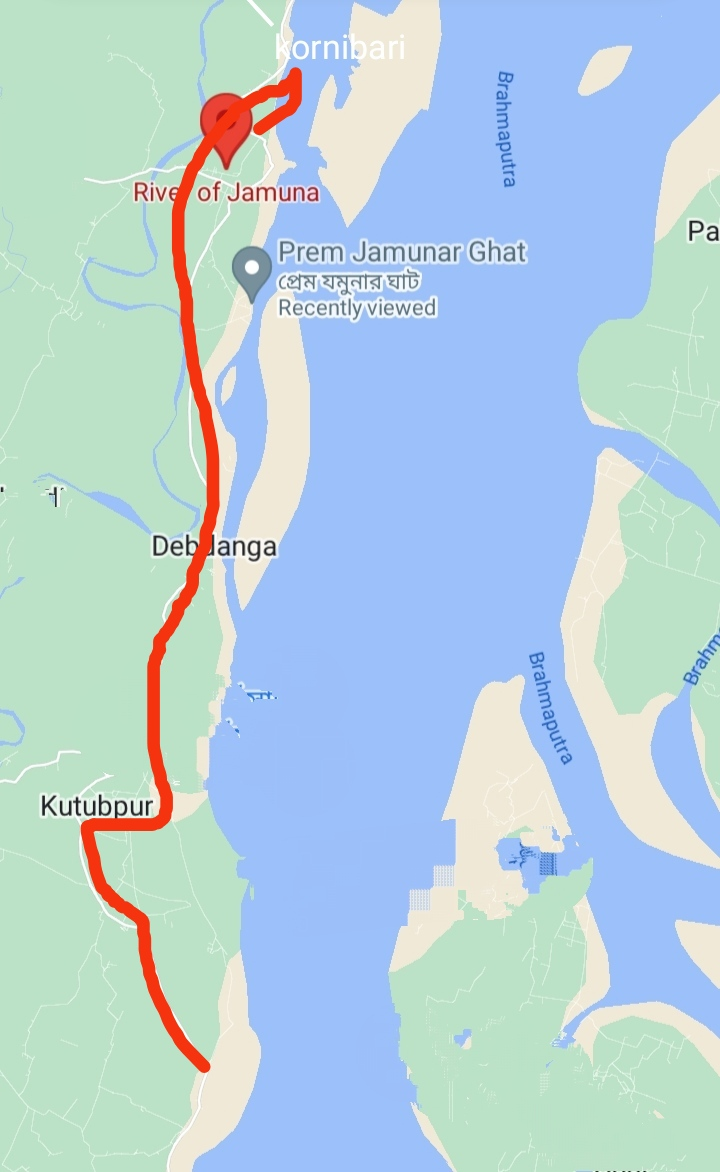 kornibari
Brahmaputra
River of Jamuna
Pa
Prem Jamunar Ghat
প্রেম যমুনার ঘাট
Recently viewed
Debdanga
Brahmaputra
Brahm
Kutubpur